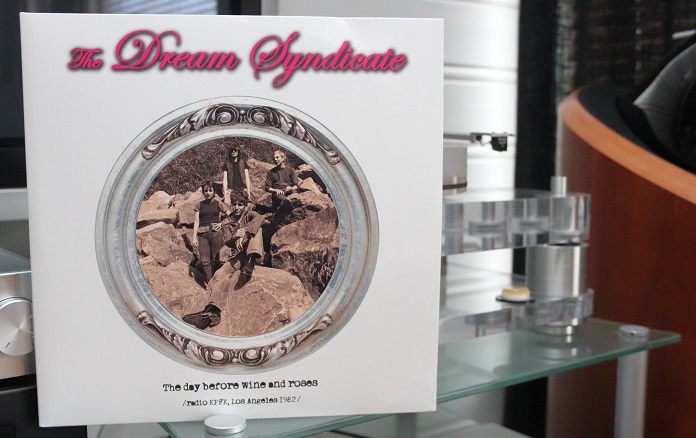 The Dream Syndicate
The day before wine and roses
/radio KPFK, Los Angeles 1982/